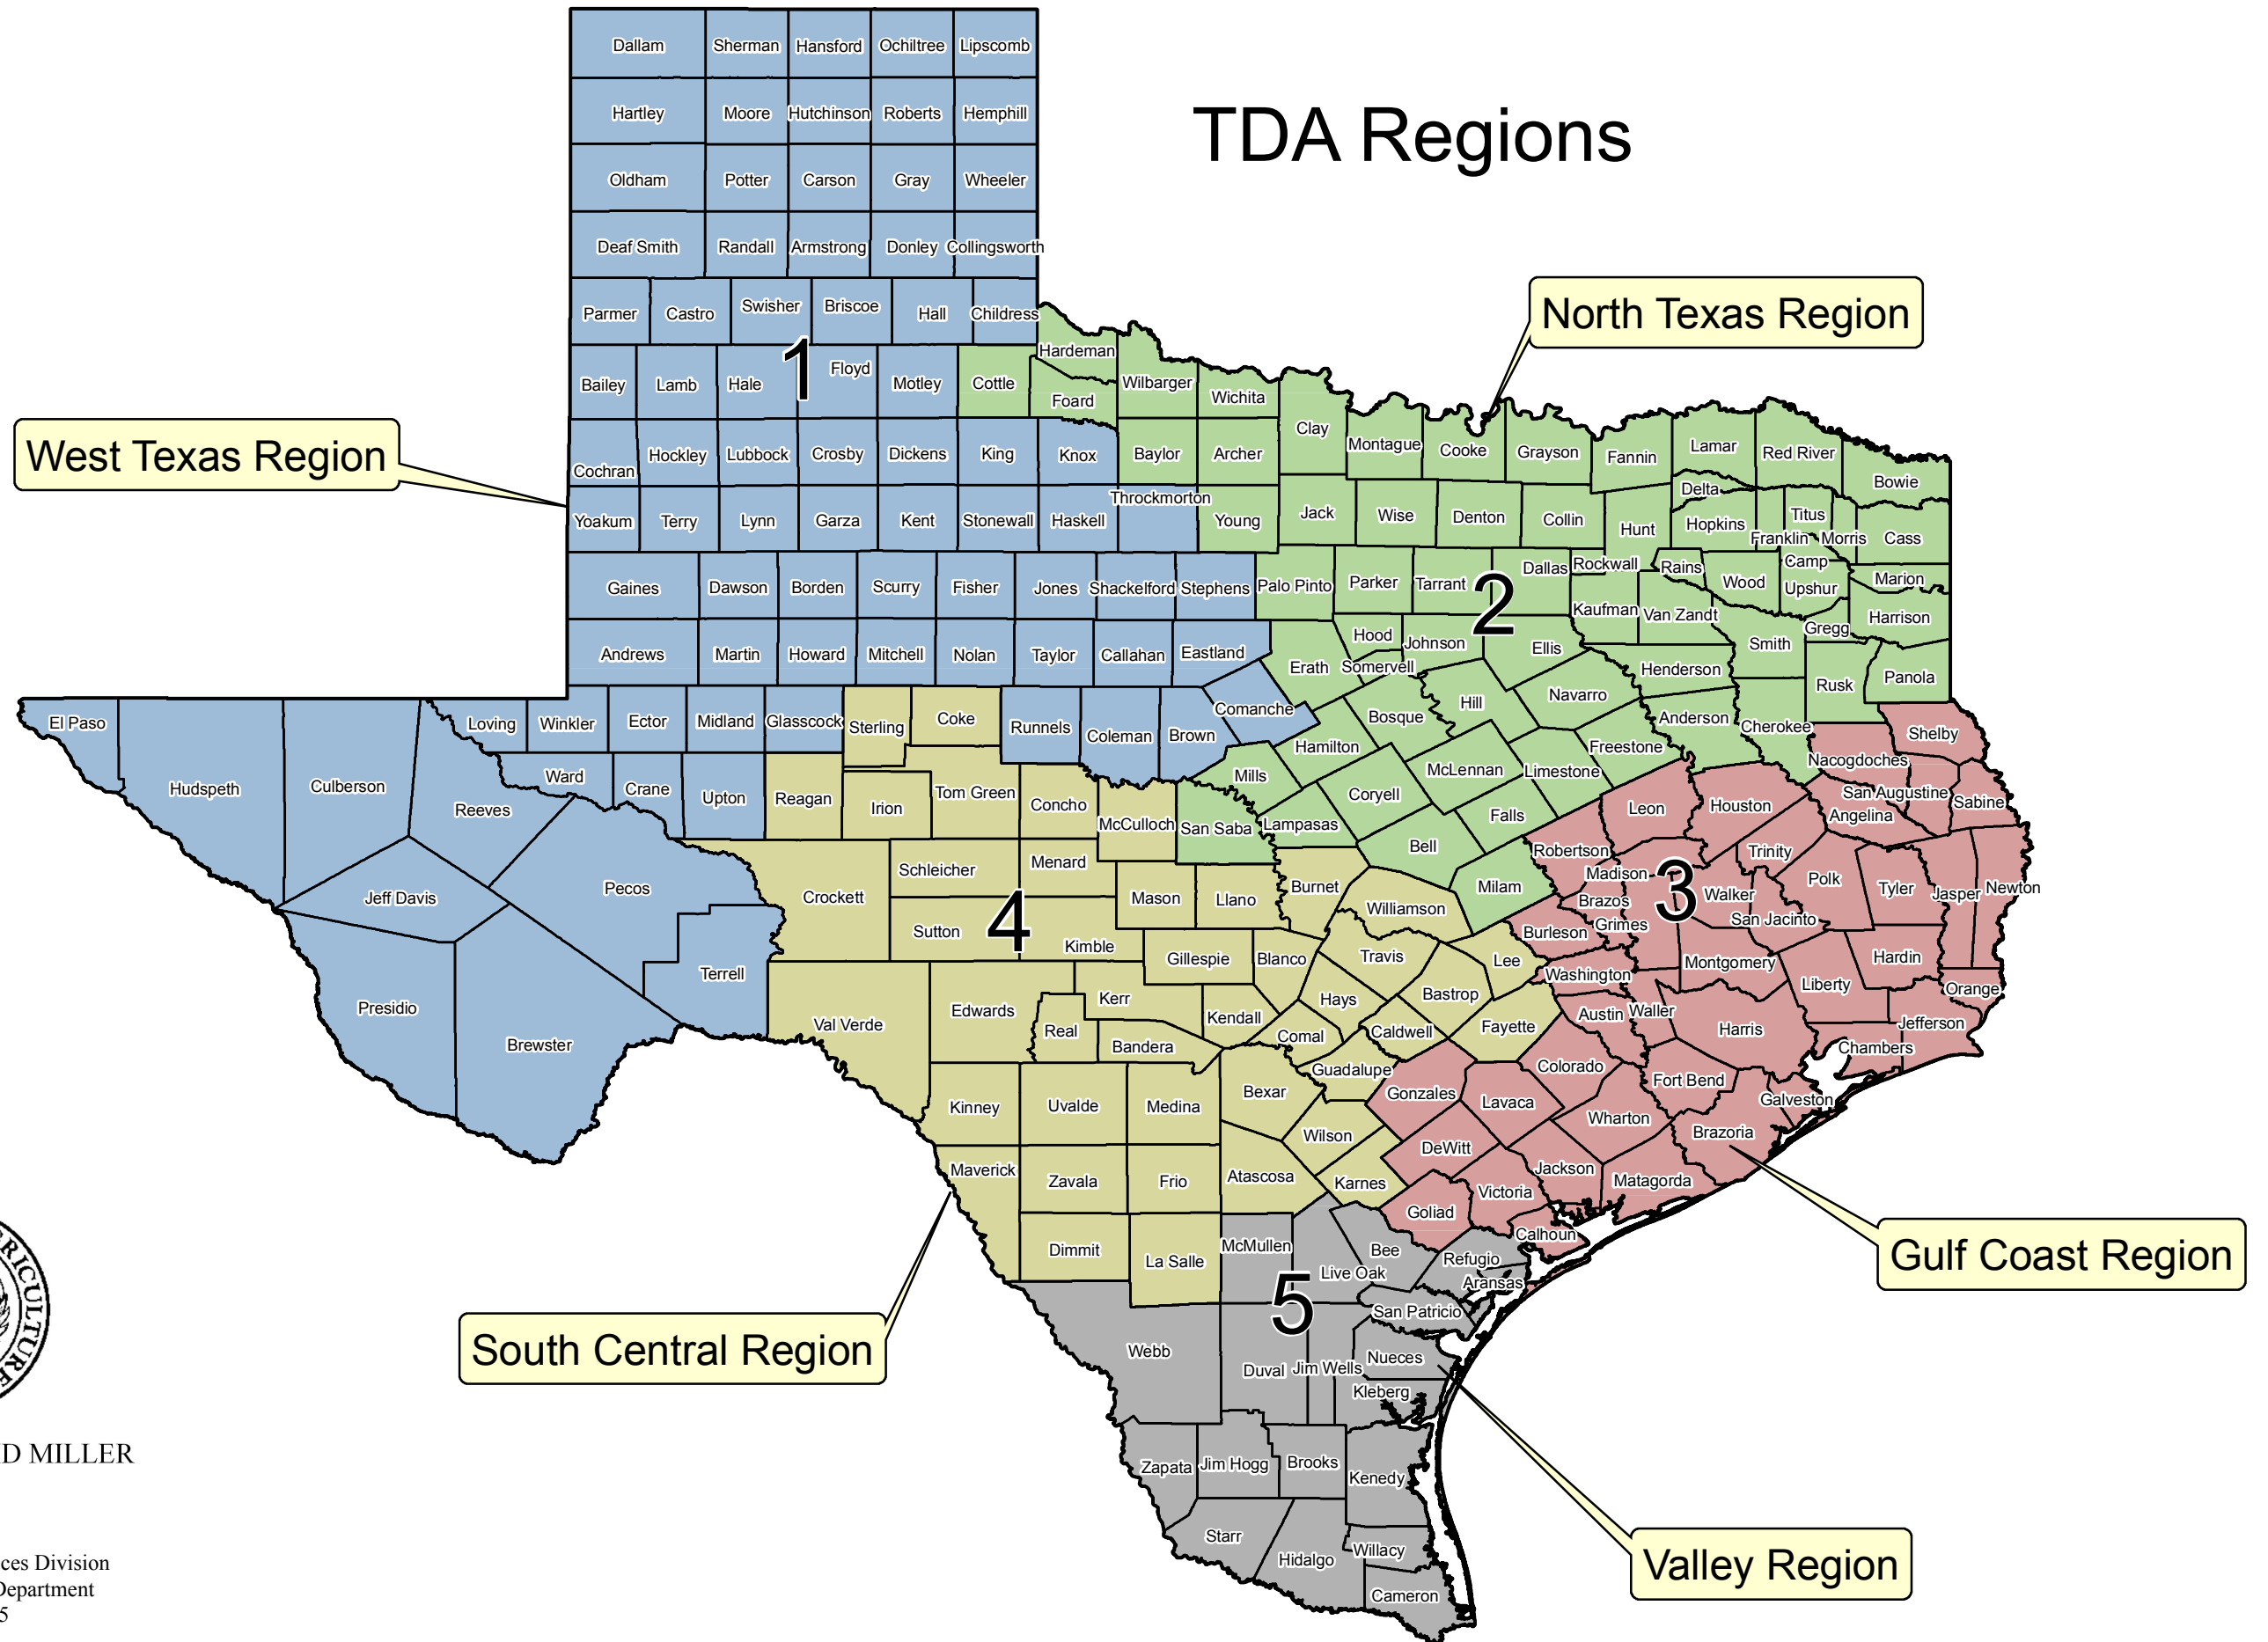 TDA Regions
Dallam Sherman Hansford Ochiltree Lipscomb
Hartley Moore Hutchinson Roberts Hemphill
Oldham Potter Carson Gray Wheeler
Deaf Smith Randall Armstrong Donley Collingsworth
Parmer Castro Swisher Briscoe Hall Childress
North Texas Region
1
Bailey Lamb Hale Floyd Motley Cottle Hardeman
Foard Wilbarger Wichita
West Texas Region
Cochran Hockley Lubbock Crosby Dickens King Knox Baylor Archer Clay Montague Cooke Grayson Fannin Lamar Red River Bowie
Delta
Yoakum Terry Lynn Garza Kent Stonewall Haskell Throckmorton Young Jack Wise Denton Collin Hunt Hopkins Franklin Titus Morris Cass
Gaines Dawson Borden Scurry Fisher Jones Shackelford Stephens Palo Pinto Parker Tarrant Dallas Rockwall Rains Wood Camp Upshur Marion
2
Kaufman Van Zandt Gregg Harrison
Andrews Martin Howard Mitchell Nolan Taylor Callahan Eastland Erath Hood Somervell Johnson Ellis Henderson Smith Rusk Panola
El Paso Loving Winkler Ector Midland Glasscock Sterling Coke Runnels Coleman Brown Comanche Hamilton Bosque Hill Navarro Freestone Anderson Cherokee Nacogdoches Shelby
Hudspeth Culberson Reeves Ward Crane Upton Reagan Irion Tom Green Concho McCulloch San Saba Mills Lampasas Coryell McLennan Limestone Falls Leon Houston Angelina San Augustine Sabine
Bell Robertson Madison Trinity
Jeff Davis Pecos Crockett Schleicher Menard Mason Llano Burnet Williamson Milam Brazos Grimes Walker San Jacinto Polk Tyler Jasper Newton
4
3
Sutton Kimble Gillespie Blanco Travis Lee Burleson Washington Montgomery Liberty Hardin Orange
Terrell
Presidio Brewster Val Verde Edwards Real Kerr Bandera Kendall Comal Hays Caldwell Bastrop Fayette Austin Waller Harris Chambers Jefferson
Kinney Uvalde Medina Bexar Guadalupe Gonzales Lavaca Colorado Wharton Fort Bend Brazoria Galveston
Maverick Zavala Frio Atascosa Wilson Karnes DeWitt Goliad Victoria Jackson Matagorda
Dimmit La Salle McMullen Live Oak Bee Refugio Aransas Calhoun
Gulf Coast Region
5
San Patricio
South Central Region
Webb Duval Jim Wells Nueces
Kleberg
Zapata Jim Hogg Brooks Kenedy
Starr Hidalgo Willacy
Cameron
Valley Region
RICULTURE
D MILLER
ces Division
Department
5